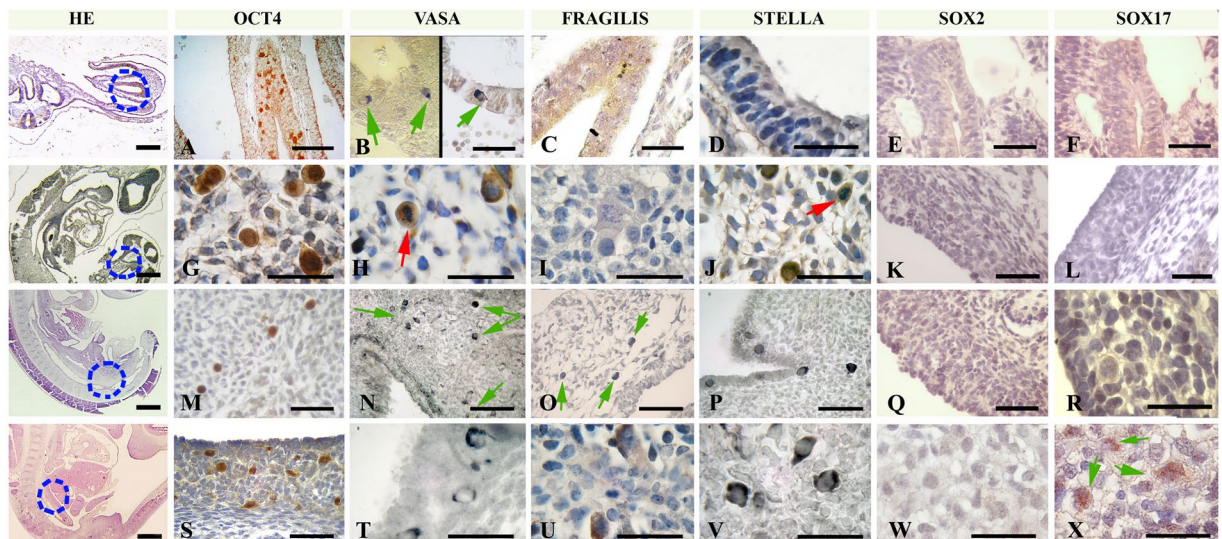 HE OCT4 VASA FRAGILIS STELLA SOX2 SOX17
A B C D E F
G H I J K L
M N O P Q R
S T U V W X